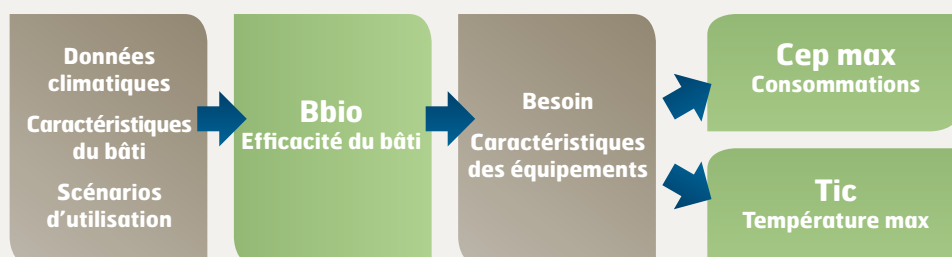 Données
climatiques
Caractéristiques
du bâti
Scénarios
d'utilisation
Bbio
Efficacité du bâti
Besoin
Caractéristiques
des équipements
Cep max
Consommations
Tic
Température max